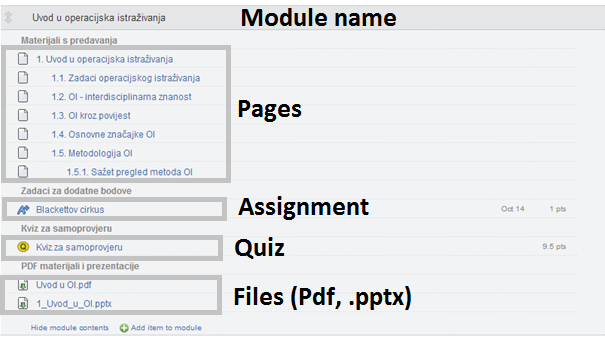 Uvod u operacijska istraživanja Module name
Materijali s predavanja
1. Uvod u operacijska istraživanja
1.1. Zadaci operacijskog istraživanja
1.2. OI - interdisciplinarna znanost
Pages
1.3. OI kroz povijest
1.4. Osnovne značajke OI
1.5. Metodologija OI
1.5.1. Sažet pregled metoda OI
Zadaci za dodatne bodove
Blackettov cirkus Assignment Oct 14 1 pts
Kviz za samoprovjeru
Kviz za samoprovjeru Quiz 9.5 pts
PDF materijali i prezentacije
Uvod u OI.pdf
Files (Pdf, .pptx)
1_Uvod_u_OI.pptx
Hide module contents Add item to module